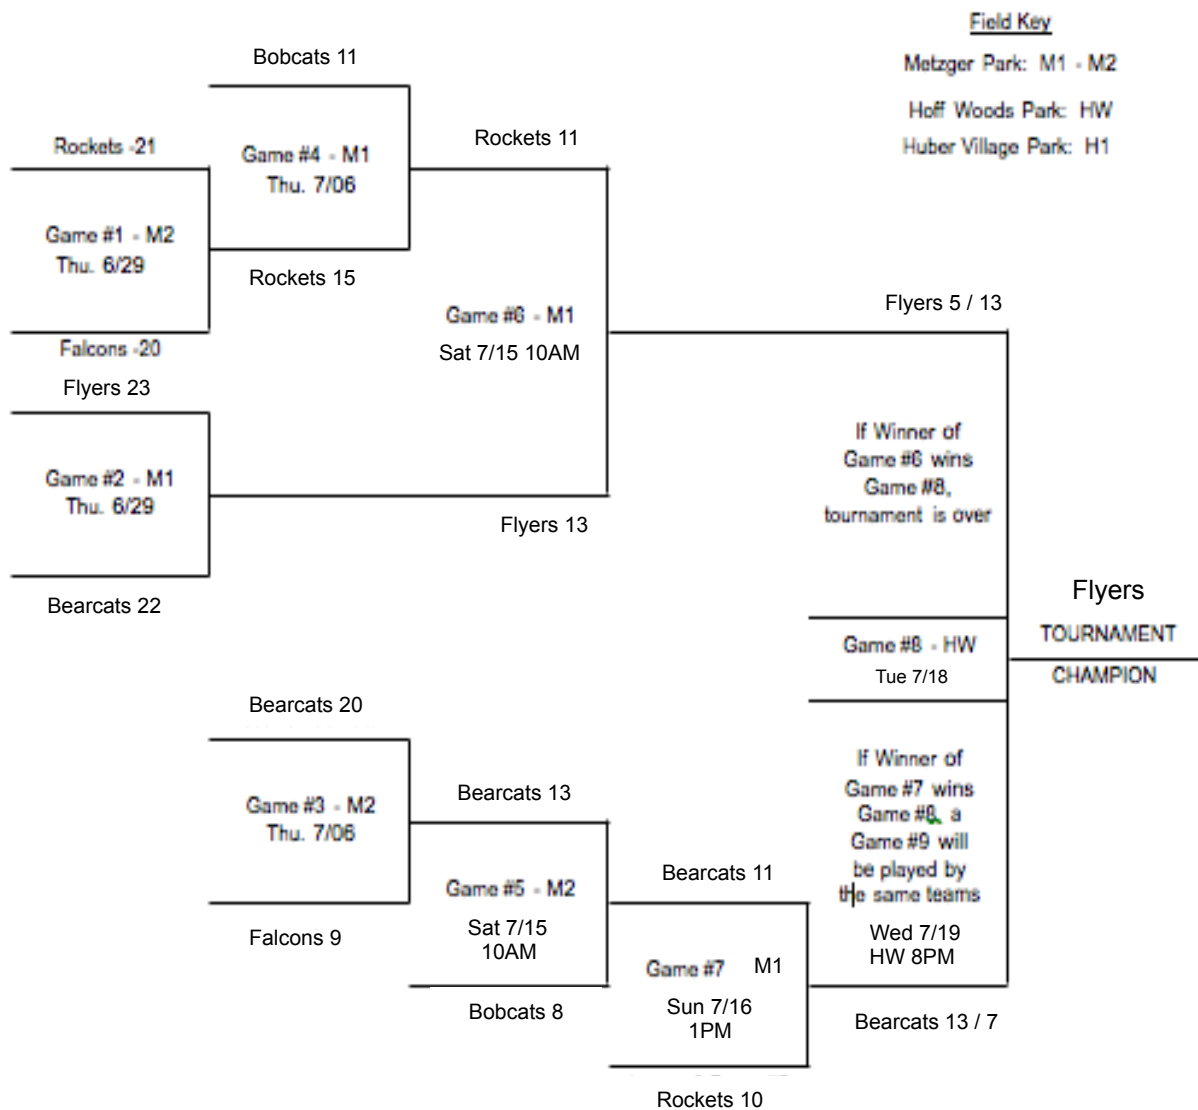 Field Key
Metzger Park: M1 - M2
Hoff Woods Park: HW
Huber Village Park: H1
Bobcats 11
Rockets -21
Game #4 - M1
Thu. 7/06
Rockets 11
Game #1 - M2
Thu. 6/29
Rockets 15
Falcons -20
Game #6 - M1
Sat 7/15 10AM
Flyers 5 / 13
Flyers 23
Game #2 - M1
Thu. 6/29
Flyers 13
Bearcats 22
If Winner of
Game #6 wins
Game #8,
tournament is over
Flyers
TOURNAMENT
CHAMPION
Game #8 - HW
Tue 7/18
Bearcats 20
Game #3 - M2
Thu. 7/06
Falcons 9
Bearcats 13
Game #5 - M2
Sat 7/15
10AM
Bobcats 8
Bearcats 11
Game #7 M1
Sun 7/16
1PM
Rockets 10
If Winner of
Game #7 wins
Game #8, a
Game #9 will
be played by
the same teams
Wed 7/19
HW 8PM
Bearcats 13 / 7